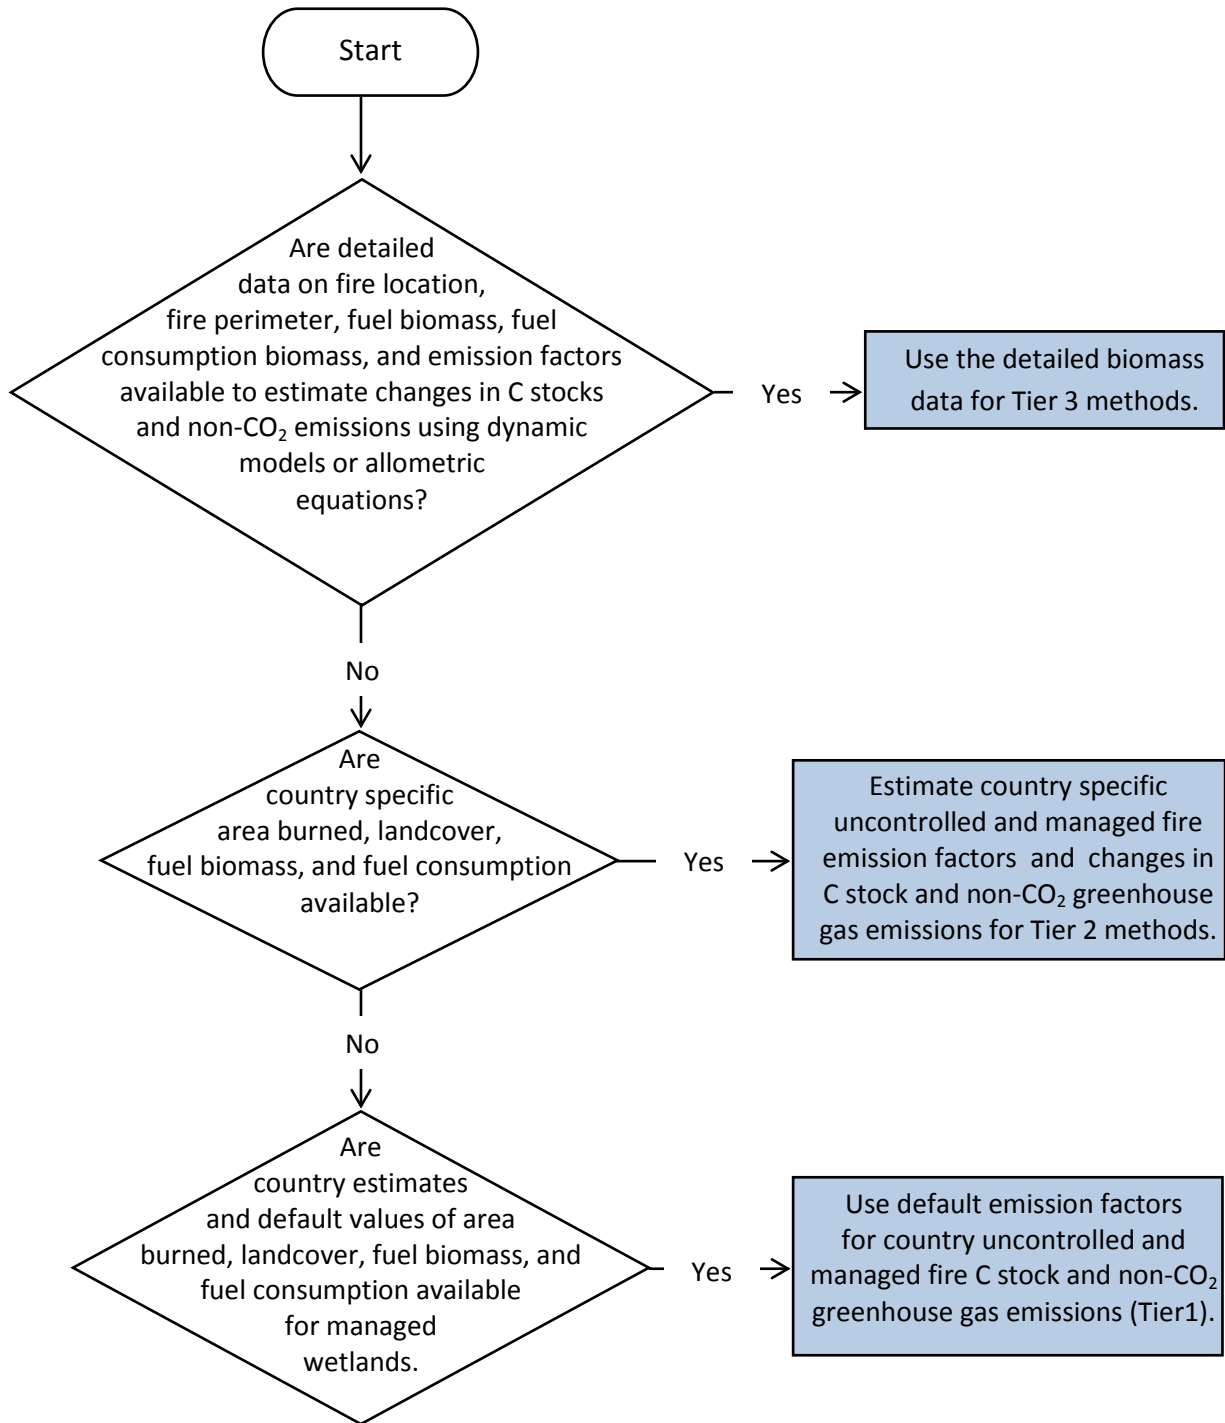 Start
Are detailed
data on fire location,
fire perimeter, fuel biomass, fuel
consumption biomass, and emission factors
available to estimate changes in C stocks
and non-CO₂ emissions using dynamic
models or allometric
equations?
Yes
Use the detailed biomass
data for Tier 3 methods.
No
Are
country specific
area burned, landcover,
fuel biomass, and fuel consumption
available?
Yes
Estimate country specific
uncontrolled and managed fire
emission factors and changes in
C stock and non-CO₂ greenhouse
gas emissions for Tier 2 methods.
No
Are
country estimates
and default values of area
burned, landcover, fuel biomass, and
fuel consumption available
for managed
wetlands.
Yes
Use default emission factors
for country uncontrolled and
managed fire C stock and non-CO₂
greenhouse gas emissions (Tier1).